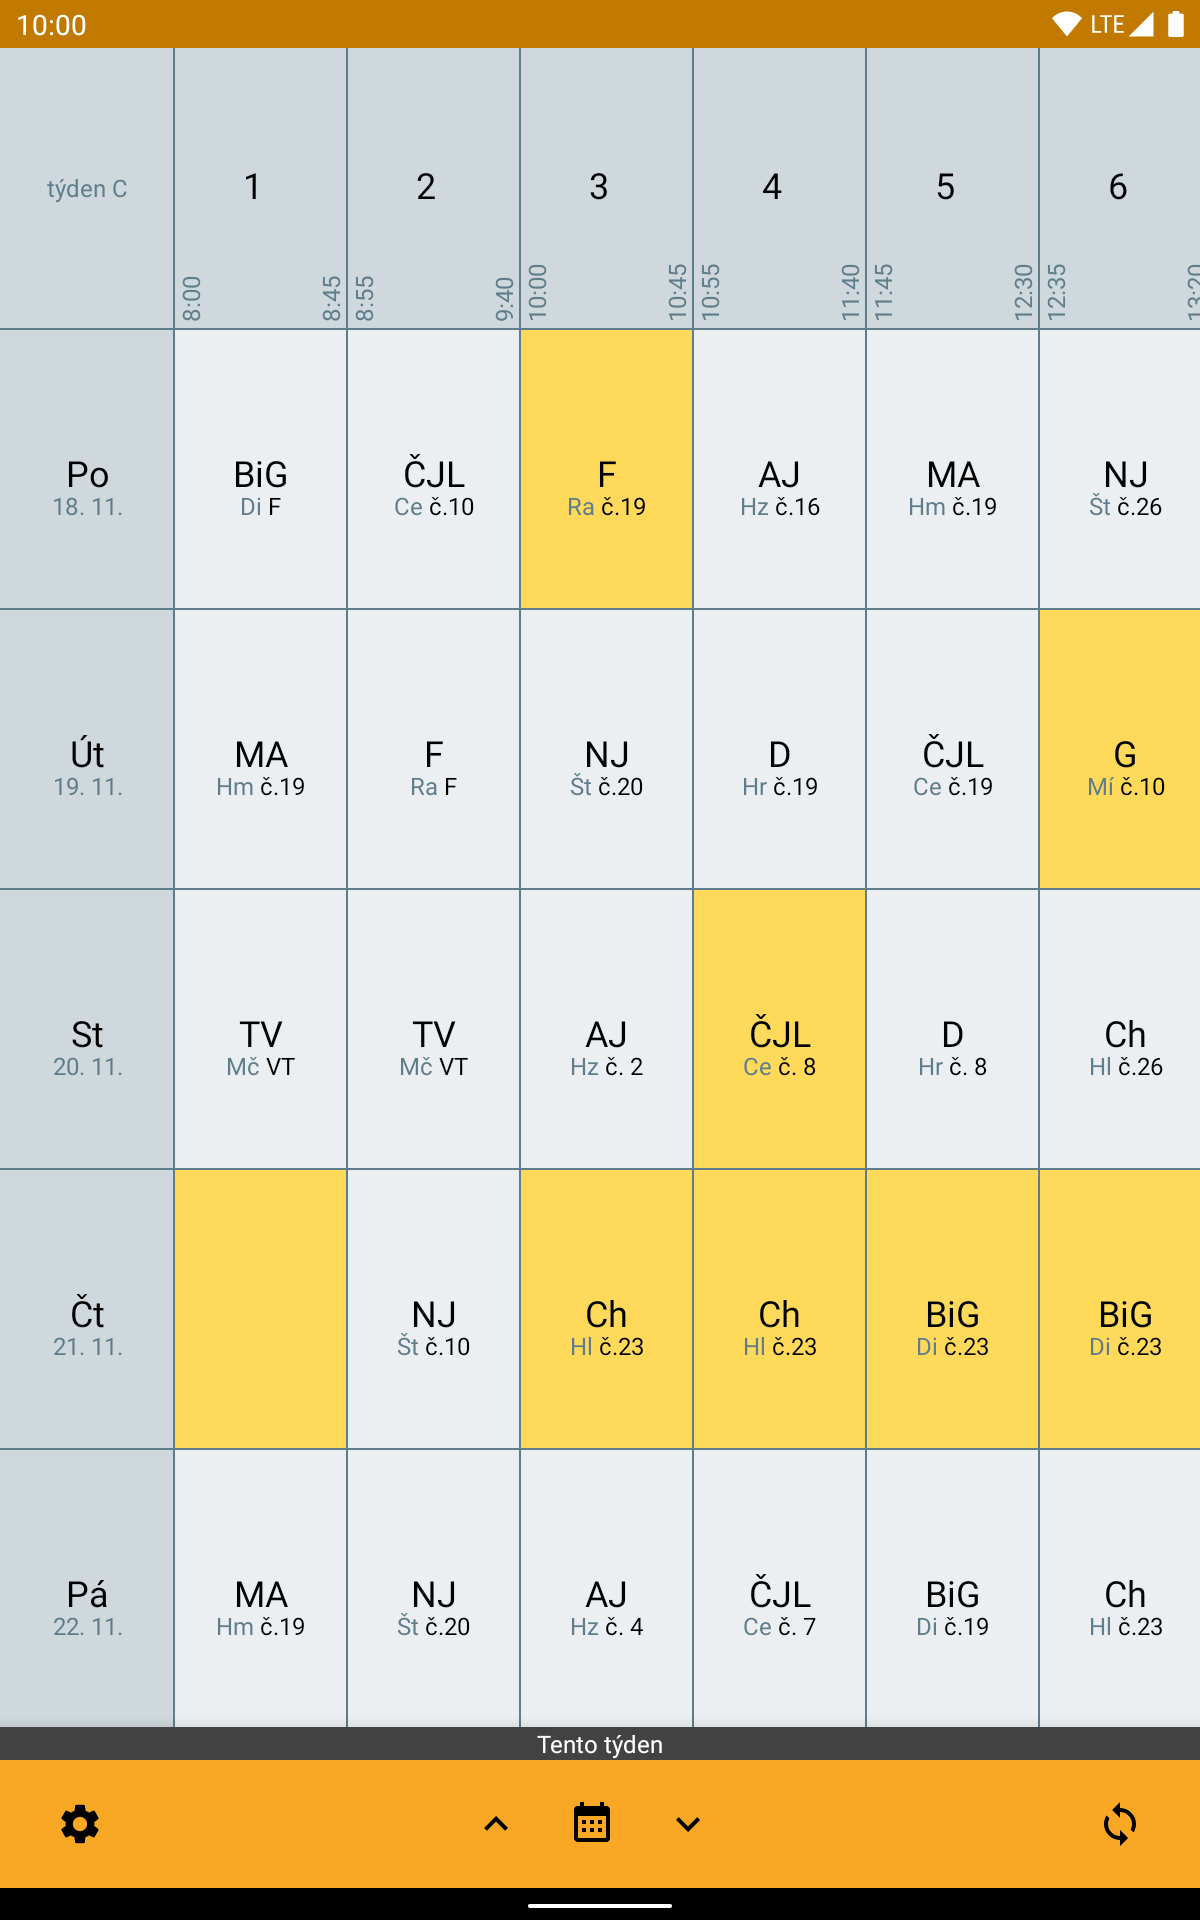 10:00 LTE
týden C 1 2 3 4 5 6
8:00 8:45 8:55 9:40 10:00 10:45 10:55 11:40 11:45 12:30 12:35 13:20
Po BiG ČJL F AJ MA NJ
18. 11. Di F Ce č.10 Ra č.19 Hz č.16 Hm č.19 Št č.26
Út MA F NJ D ČJL G
19. 11. Hm č.19 Ra F Št č.20 Hr č.19 Ce č.19 Mí č.10
St TV TV AJ ČJL D Ch
20. 11. Mč VT Mč VT Hz č. 2 Ce č. 8 Hr č. 8 Hl č.26
Čt NJ Ch Ch BiG BiG
21. 11. Št č.10 Hl č.23 Hl č.23 Di č.23 Di č.23
Pá MA NJ AJ ČJL BiG Ch
22. 11. Hm č.19 Št č.20 Hz č. 4 Ce č. 7 Di č.19 Hl č.23
Tento týden